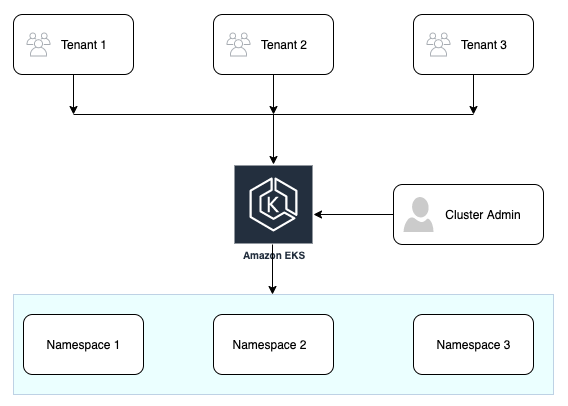 Tenant 1
Tenant 2
Tenant 3
K
Amazon EKS
Cluster Admin
Namespace 1
Namespace 2
Namespace 3